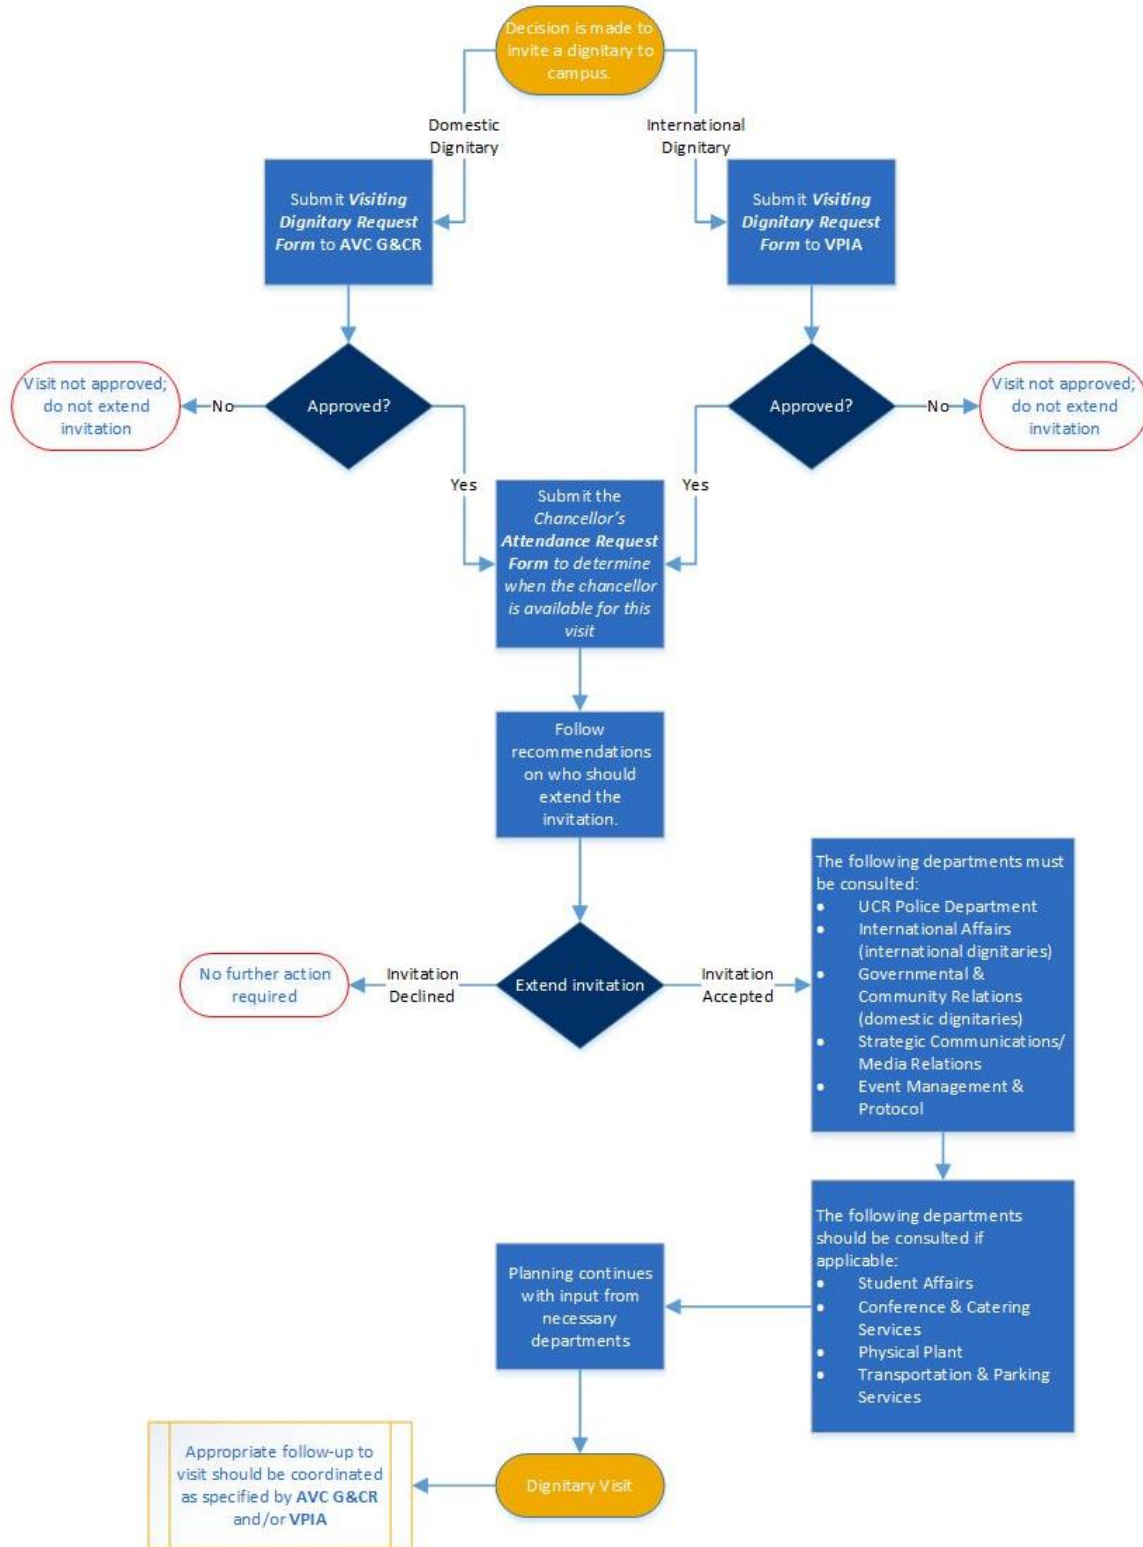 Decision is made to
invite a dignitary to
campus.
Domestic
Dignitary
International
Dignitary
Submit Visiting
Dignitary Request
Form to AVC G&CR
Submit Visiting
Dignitary Request
Form to VPIA
Visit not approved;
do not extend
invitation
No
Approved?
Approved?
No
Visit not approved;
do not extend
invitation
Yes
Yes
Submit the
Chancellor's
Attendance Request
Form to determine
when the chancellor
is available for this
visit
Follow
recommendations
on who should
extend the
invitation.
No further action
required
Invitation
Declined
Extend invitation
Invitation
Accepted
The following departments must
be consulted:
• UCR Police Department
• International Affairs
(international dignitaries)
• Governmental &
Community Relations
(domestic dignitaries)
• Strategic Communications/
Media Relations
• Event Management &
Protocol
The following departments
should be consulted if
applicable:
• Student Affairs
• Conference & Catering
Services
• Physical Plant
• Transportation & Parking
Services
Planning continues
with input from
necessary
departments
Dignitary Visit
Appropriate follow-up to
visit should be coordinated
as specified by AVC G&CR
and/or VPIA